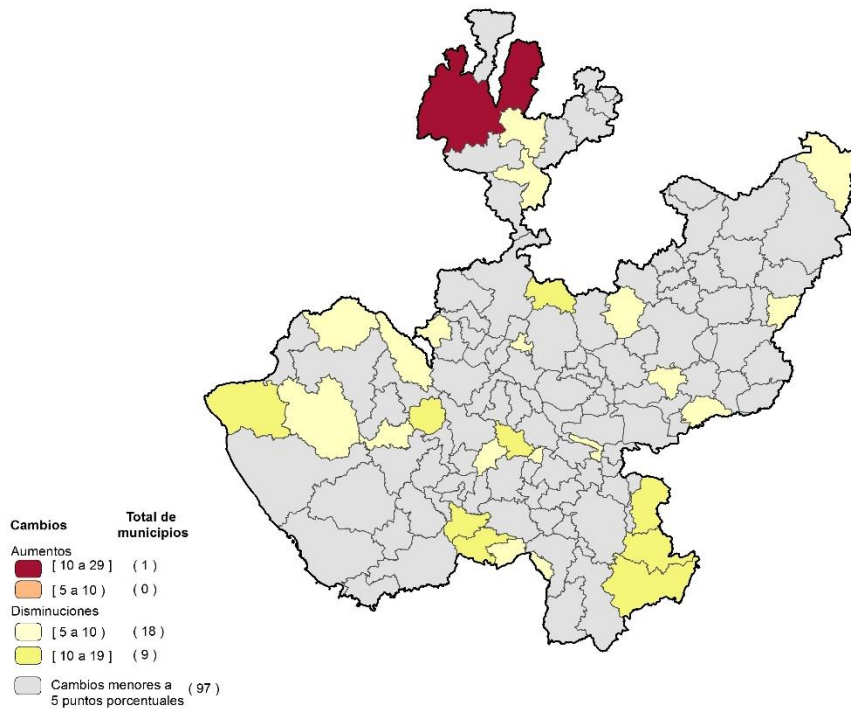 Cambios Total de municipios
Aumentos
[ 10 a 29 ] ( 1 )
[ 5 a 10 ) ( 0 )
Disminuciones
[ 5 a 10 ) ( 18 )
[ 10 a 19 ] ( 9 )
Cambios menores a ( 97 )
5 puntos porcentuales